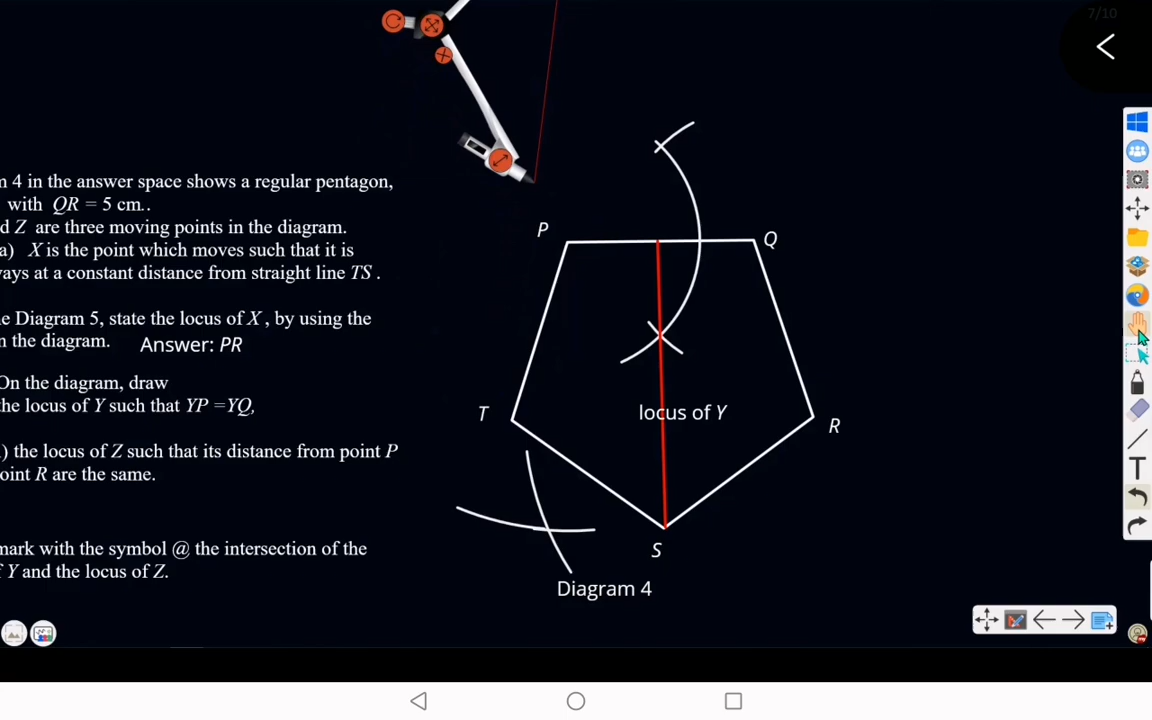 7/10
n 4 in the answer space shows a regular pentagon,
with QR = 5 cm..
d Z are three moving points in the diagram.
a) X is the point which moves such that it is
ays at a constant distance from straight line TS .
e Diagram 5, state the locus of X , by using the
n the diagram. Answer: PR
On the diagram, draw
the locus of Y such that YP =YQ,
.) the locus of Z such that its distance from point P
oint R are the same.
mark with the symbol @ the intersection of the
f Y and the locus of Z.
P
Q
T
R
locus of Y
S
Diagram 4
T